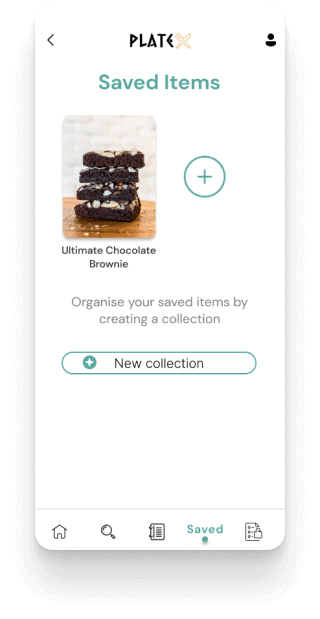 PLATE
Saved Items
Ultimate Chocolate
Brownie
Organise your saved items by
creating a collection
New collection
Saved